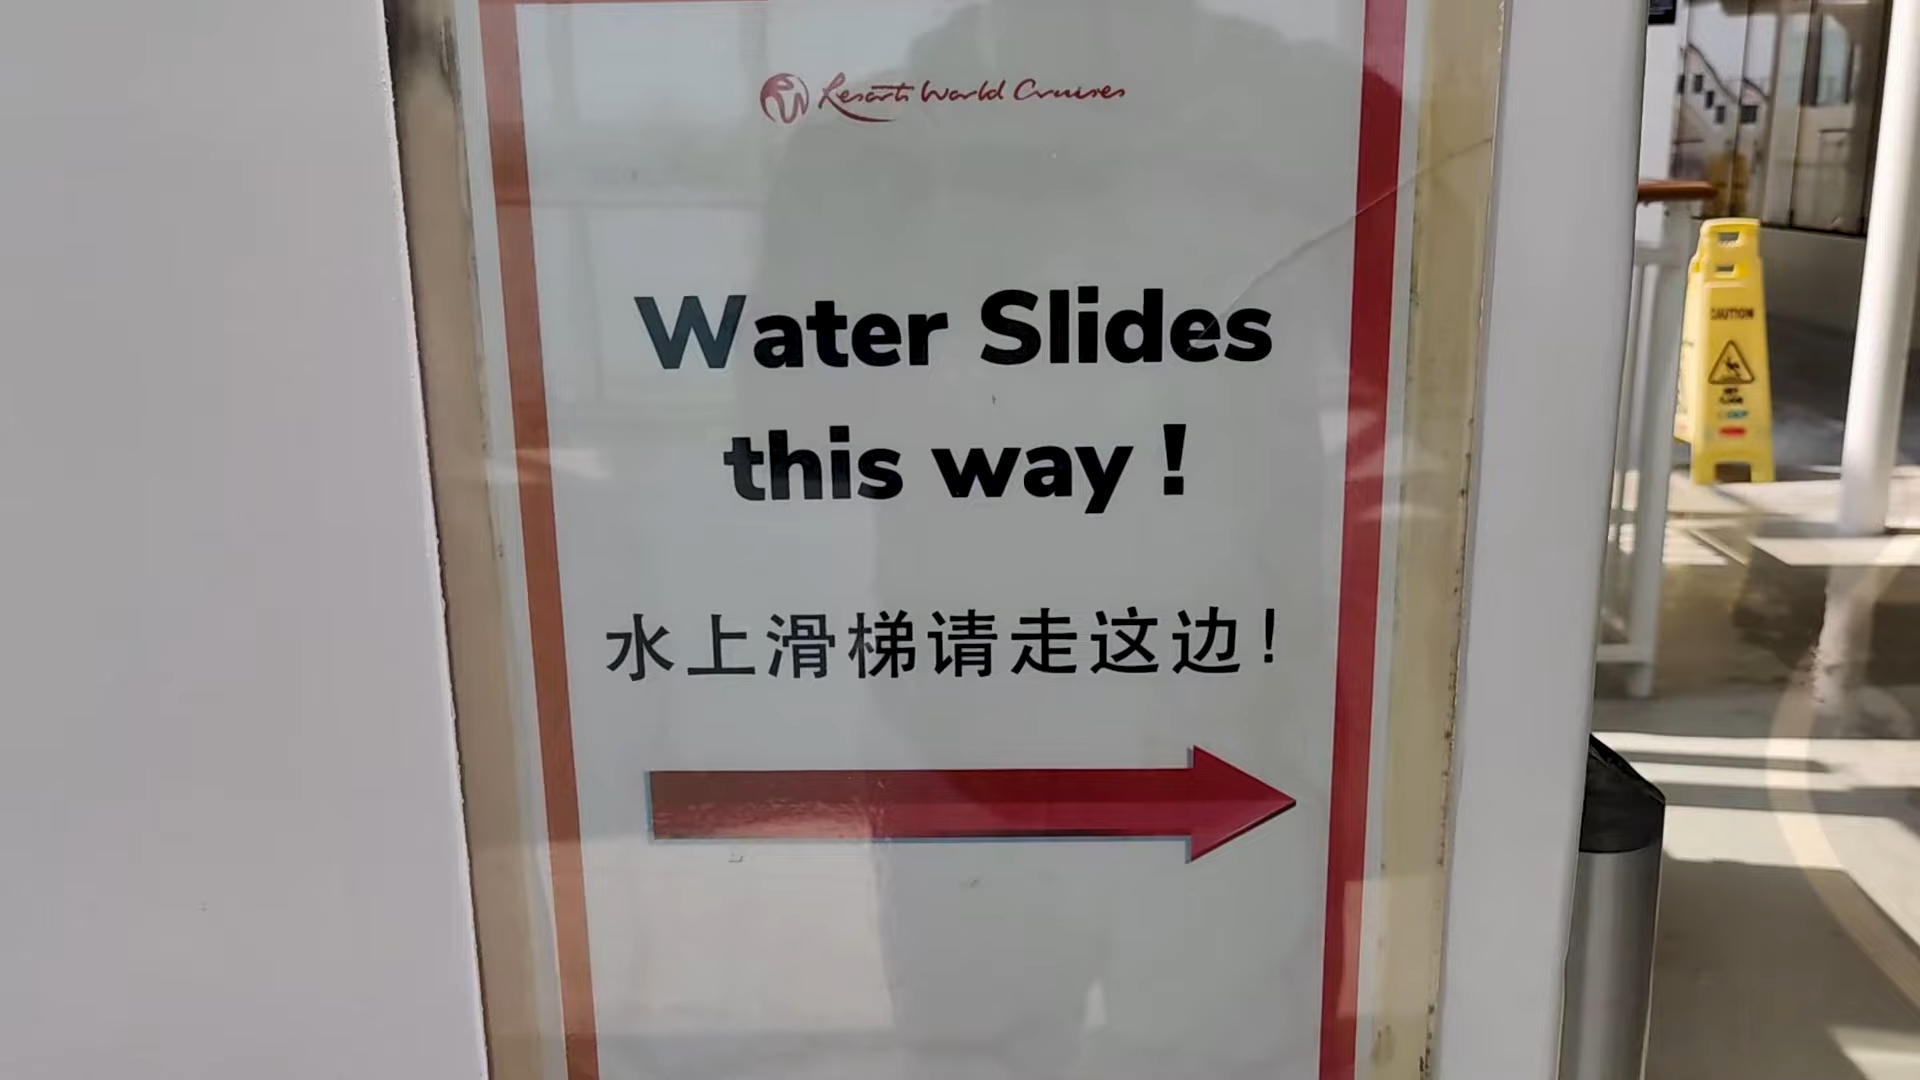 Resorts World Cruises
Water Slides
this way !
水上滑梯请走这边！
CAUTION